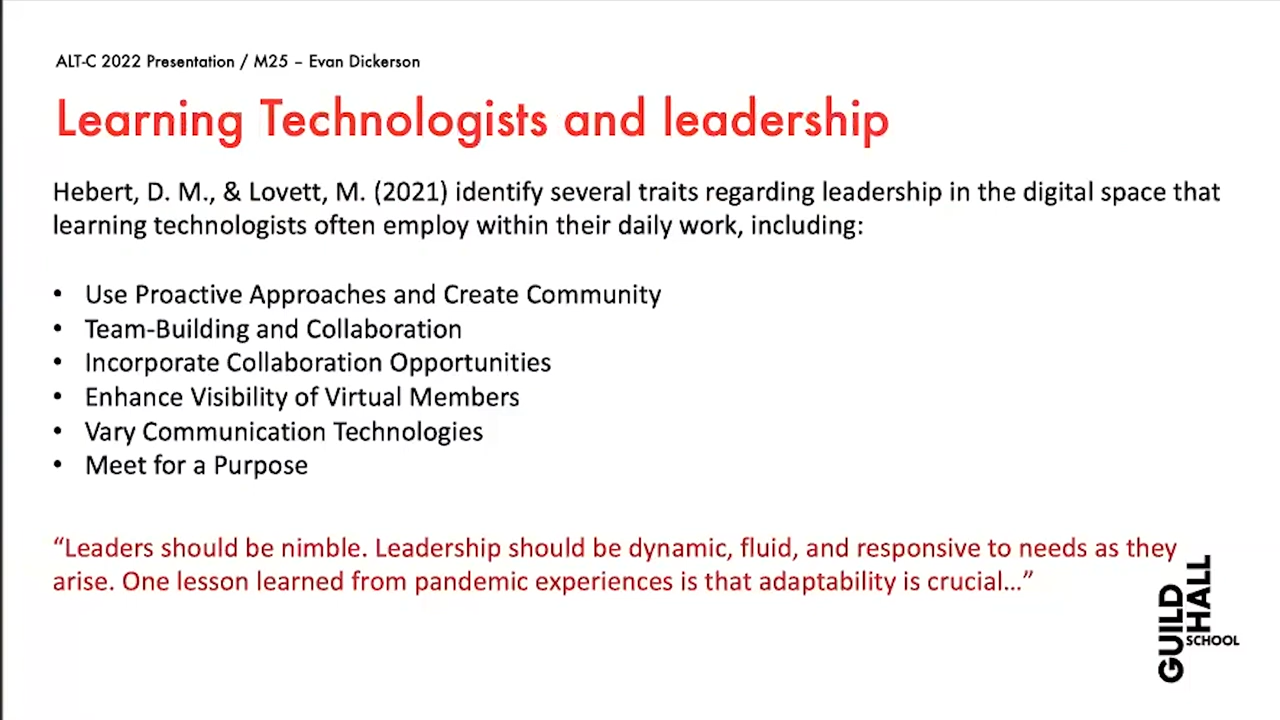 ALT-C 2022 Presentation / M25 – Evan Dickerson
Learning Technologists and leadership
Hebert, D. M., & Lovett, M. (2021) identify several traits regarding leadership in the digital space that
learning technologists often employ within their daily work, including:
• Use Proactive Approaches and Create Community
• Team-Building and Collaboration
• Incorporate Collaboration Opportunities
• Enhance Visibility of Virtual Members
• Vary Communication Technologies
• Meet for a Purpose
“Leaders should be nimble. Leadership should be dynamic, fluid, and responsive to needs as they
arise. One lesson learned from pandemic experiences is that adaptability is crucial…”
GUILD
HALL
SCHOOL